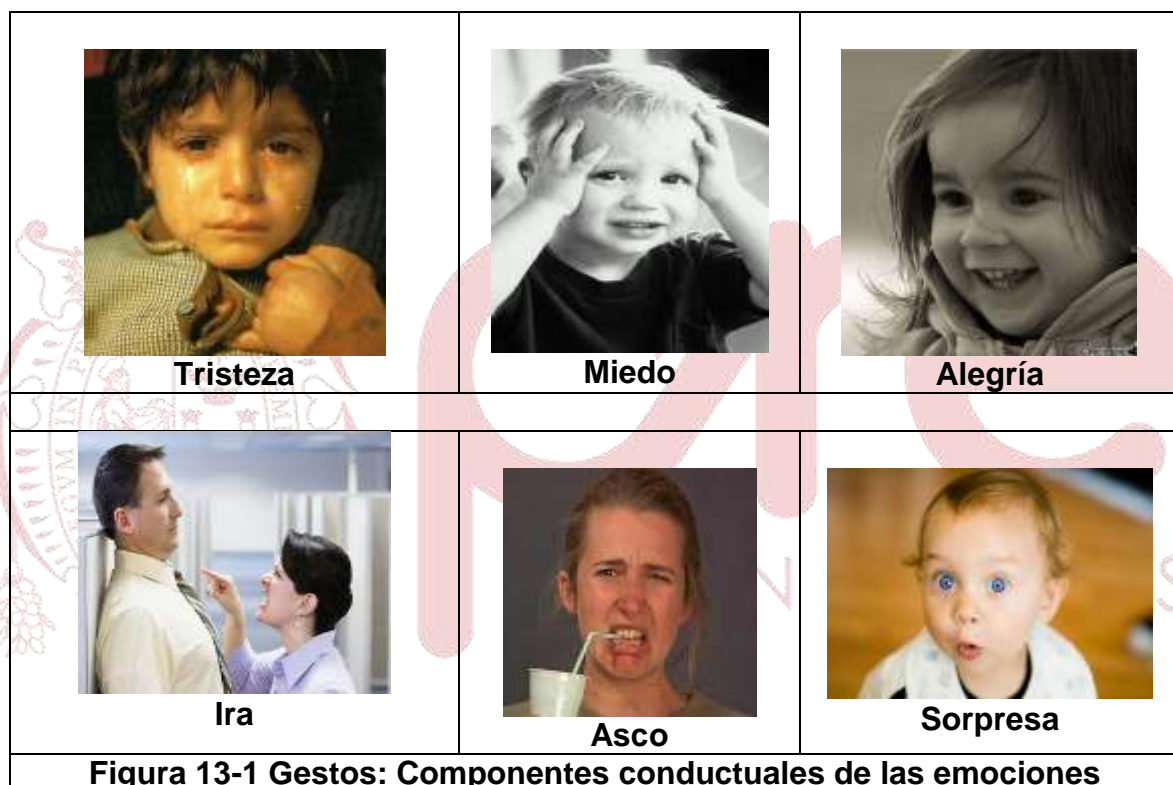 Tristeza
Miedo
Alegría
Ira
Asco
Sorpresa
Figura 13-1 Gestos: Componentes conductuales de las emociones